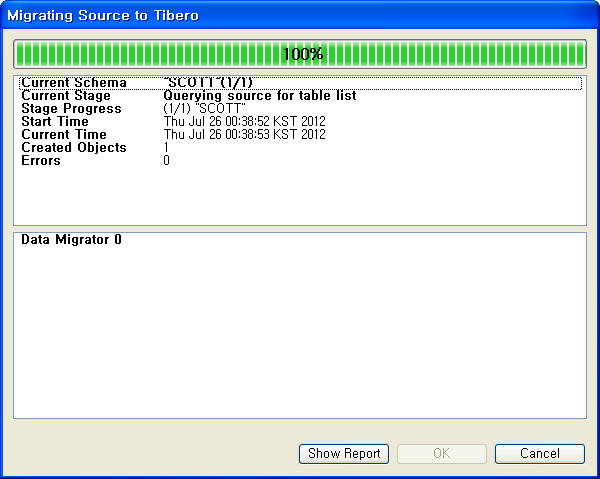 Migrating Source to Tibero
100%
Current Schema "SCOTT"(1/1)
Current Stage Querying source for table list
Stage Progress (1/1) "SCOTT"
Start Time Thu Jul 26 00:38:52 KST 2012
Current Time Thu Jul 26 00:38:53 KST 2012
Created Objects 1
Errors 0
Data Migrator 0
Show Report OK Cancel